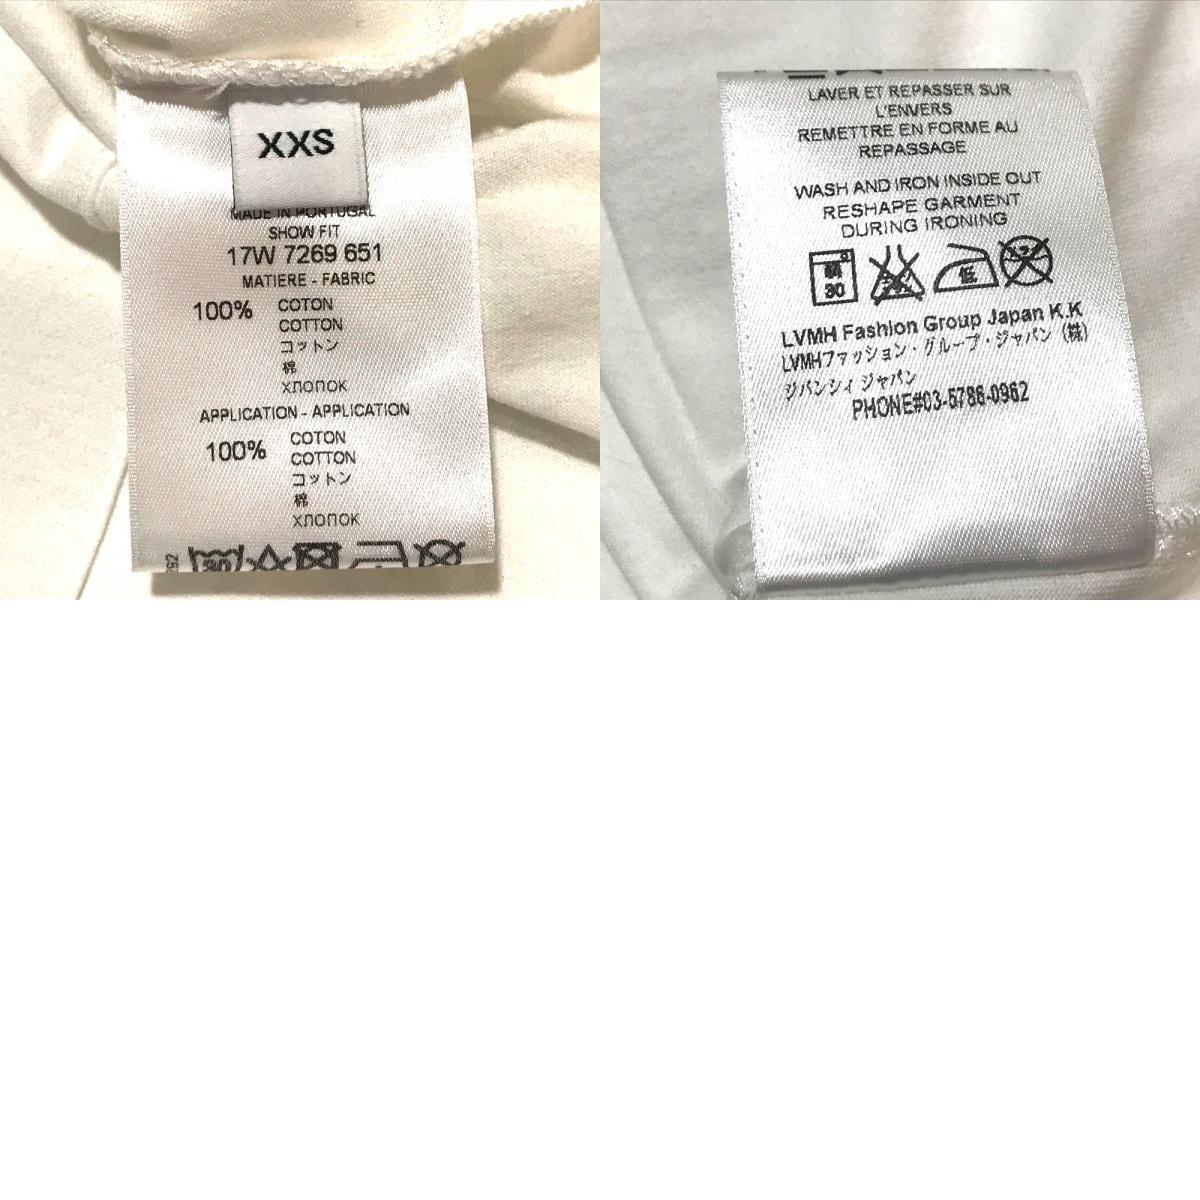 XXS
MADE IN PORTUGAL
SHOW FIT
17W 7269 651
MATIERE - FABRIC
100% COTON
COTTON
コットン
棉
хлопок
APPLICATION - APPLICATION
100% COTON
COTTON
コットン
棉
хлопок
30
LAVER ET REPASSER SUR
L'ENVERS
REMETTRE EN FORME AU
REPASSAGE
WASH AND IRON INSIDE OUT
RESHAPE GARMENT
DURING IRONING
30 低
LVMH Fashion Group Japan K.K
LVMHファッション・グループ・ジャパン (株)
ジバンシィ ジャパン
PHONE#03-5786-0962